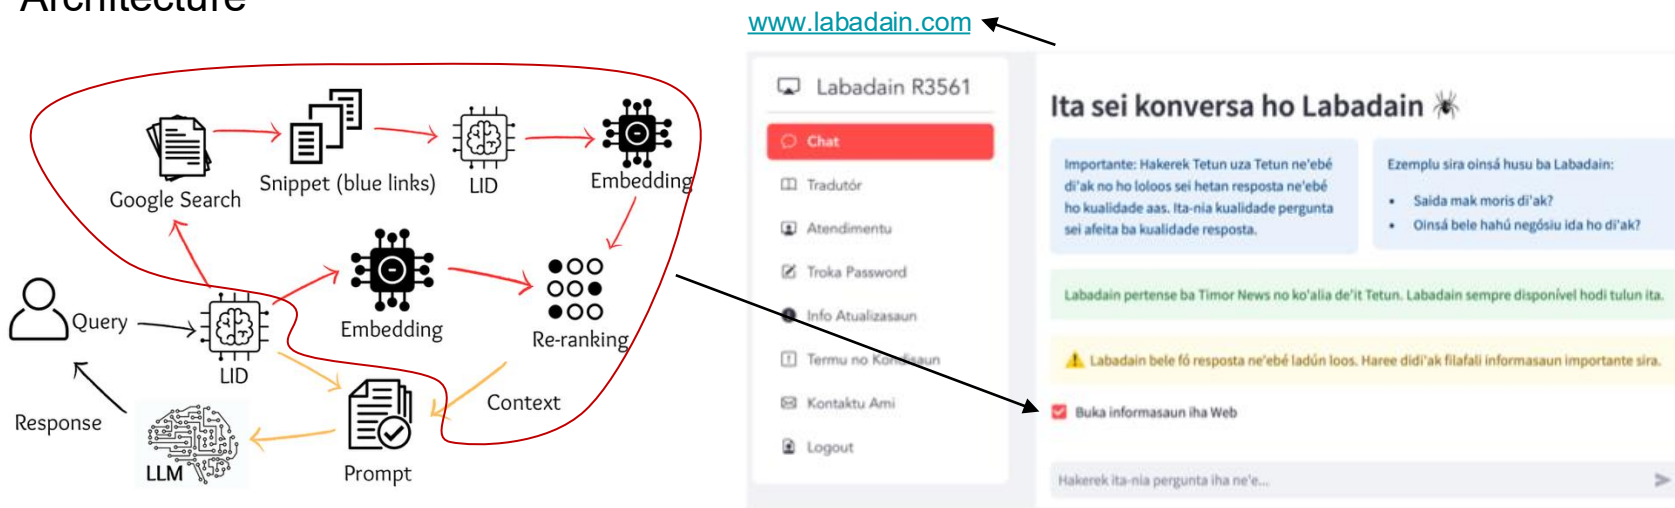 Architecture
www.labadain.com
Google Search
Snippet (blue links)
LID
Embedding
Query
LID
Embedding
Re-ranking
Response
LLM
Prompt
Context
Labadain R3561
Chat
Tradutór
Atendimentu
Troka Password
Info Atualizasaun
Termu no Kondisaun
Kontaktu Ami
Logout
Ita sei konversa ho Labadain
Importante: Hakerek Tetun uza Tetun ne'ebé
di'ak no ho loloos sei hetan resposta ne'ebé
ho kualidade aas. Ita-nia kualidade pergunta
sei afeita ba kualidade resposta.
Ezemplu sira oinsá husu ba Labadain:
• Saida mak moris di'ak?
• Oinsá bele hahú negósiu ida ho di'ak?
Labadain pertense ba Timor News no ko'alia de'it Tetun. Labadain sempre disponível hodi tulun ita.
Labadain bele fó resposta ne'ebé ladún loos. Haree didi'ak filafali informasaun importante sira.
Buka informasaun iha Web
Hakerek ita-nia pergunta iha ne'e...